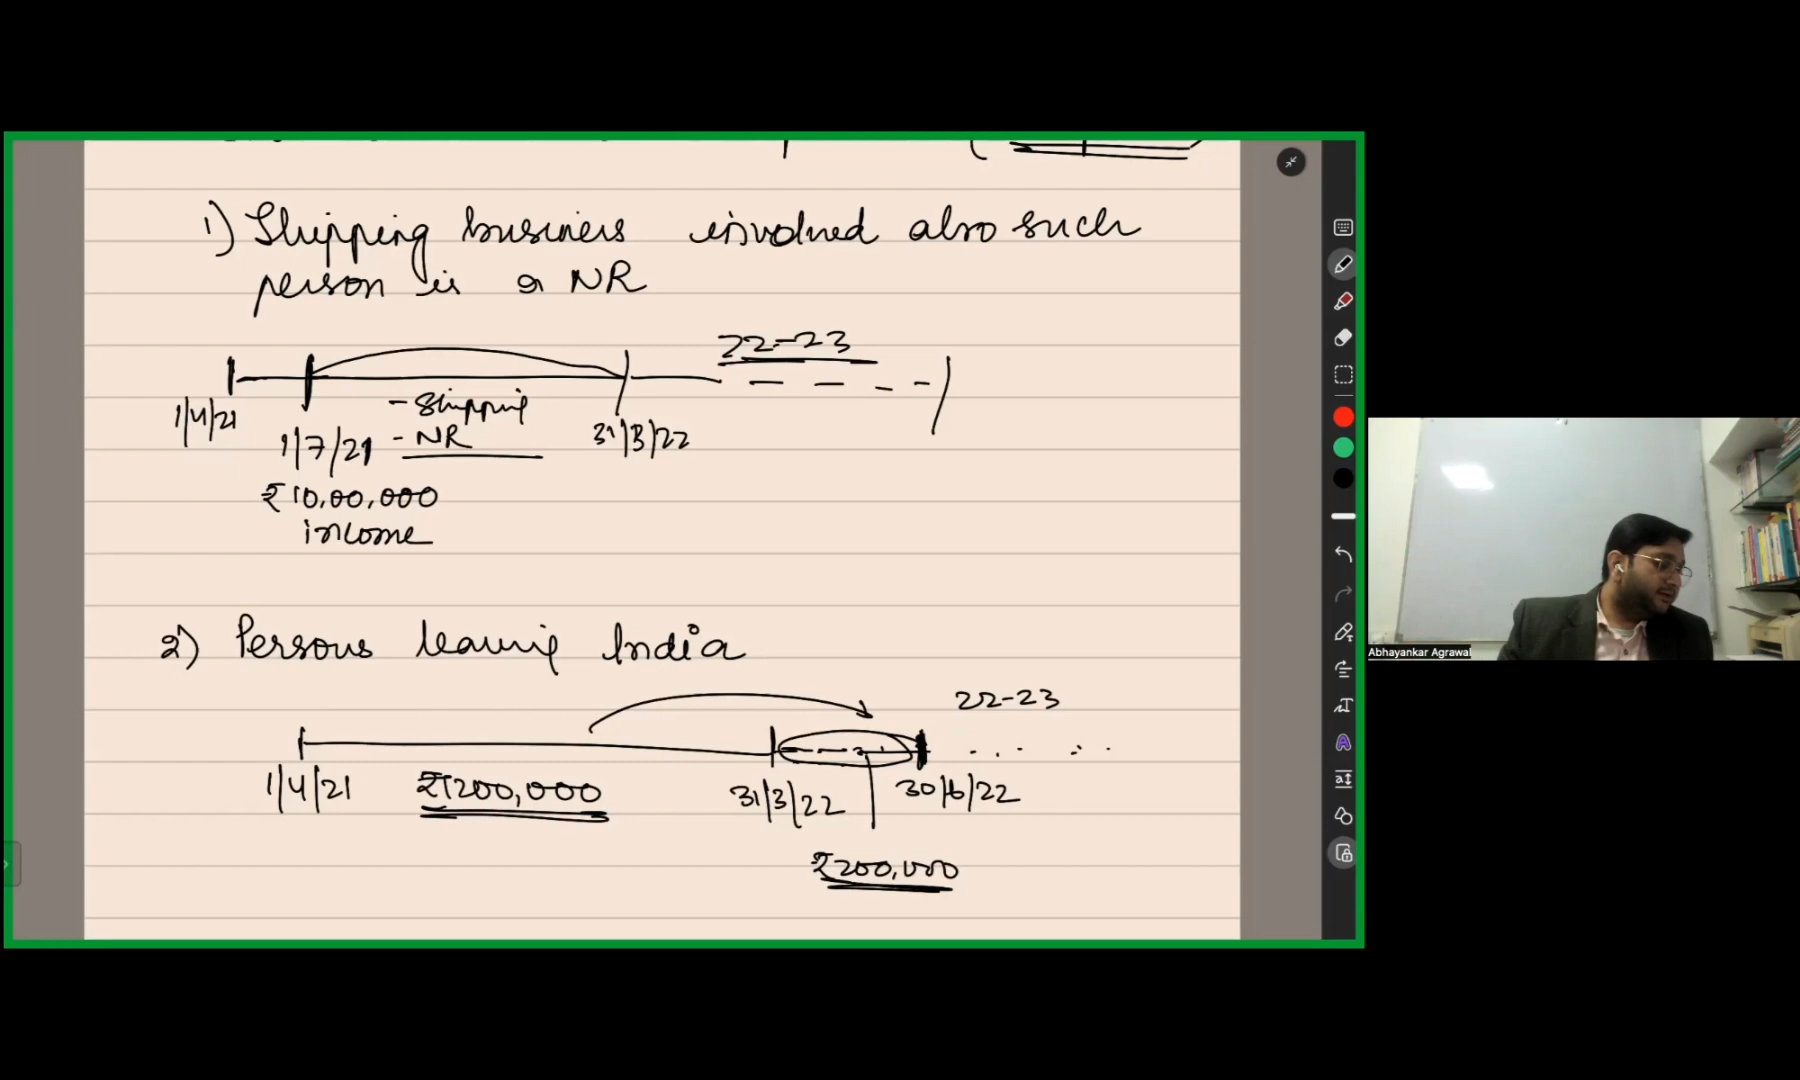 1) Shipping business involved also such
person is a NR
22-23
- Shipping
- NR
1/4/21
1/7/21
31/3/22
₹10,00,000
income
2) Persons leaving India
22-23
1/4/21
₹1200,000
31/3/22
30/6/22
₹200,000
Abhayankar Agrawal